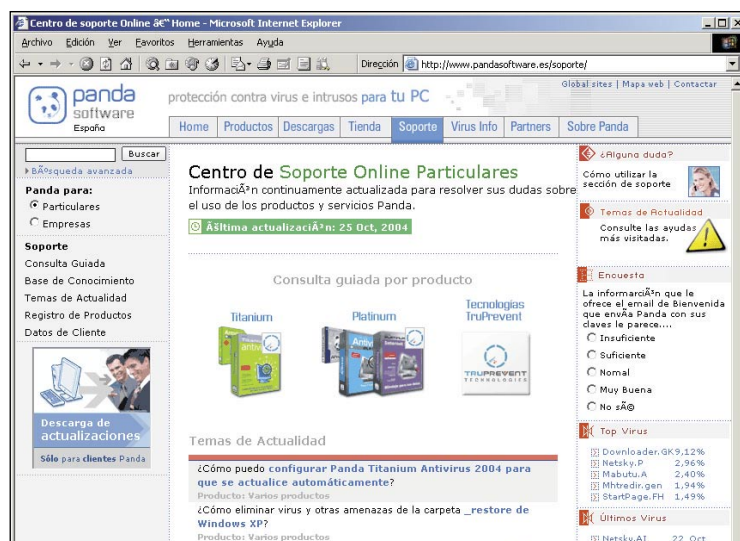 Centro de soporte Online â€“ Home - Microsoft Internet Explorer
Archivo Edición Ver Favoritos Herramientas Ayuda
Dirección http://www.pandasoftware.es/soporte/
Global sites | Mapa web | Contactar
panda
software
España
protección contra virus e intrusos para tu PC
Home Productos Descargas Tienda Soporte Virus Info Partners Sobre Panda
Buscar
BÃºsqueda avanzada
Panda para:
Particulares
Empresas
Soporte
Consulta Guiada
Base de Conocimiento
Temas de Actualidad
Registro de Productos
Datos de Cliente
Descarga de
actualizaciones
Sólo para clientes Panda
Centro de Soporte Online Particulares
InformaciÃ³n continuamente actualizada para resolver sus dudas sobre
el uso de los productos y servicios Panda.
Ãšltima actualizaciÃ³n: 25 Oct, 2004
Consulta guiada por producto
Titanium
Platinum
Tecnologías
TruPrevent
TRUPREVENT
TECHNOLOGIES
Temas de Actualidad
¿Cómo puedo configurar Panda Titanium Antivirus 2004 para
que se actualice automáticamente?
Producto: Varios productos
¿Cómo eliminar virus y otras amenazas de la carpeta _restore de
Windows XP?
Producto: Varios productos
¿Alguna duda?
Cómo utilizar la
sección de soporte
Temas de Actualidad
Consulte las ayudas
más visitadas.
Encuesta
La informarciÃ³n que le
ofrece el email de Bienvenida
que envÃ­a Panda con sus
claves le parece....
Insuficiente
Suficiente
Nomal
Muy Buena
No sÃ©
Top Virus
Downloader.GK 9,12%
Netsky.P 2,96%
Mabutu.A 2,40%
Mhtredir.gen 1,94%
StartPage.FH 1,49%
Últimos Virus
Netsky.AI 22 Oct